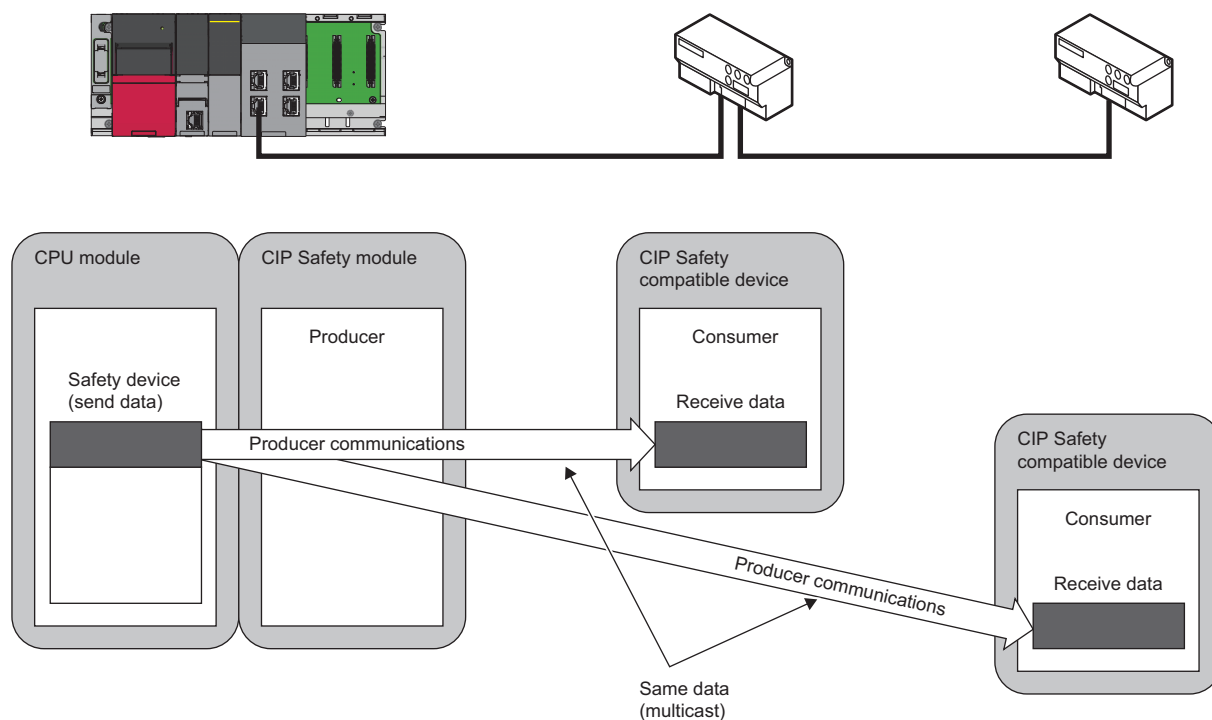 CPU module
CIP Safety module
CIP Safety
compatible device
Producer
Consumer
Safety device
(send data)
Receive data
Producer communications
CIP Safety
compatible device
Consumer
Producer communications
Receive data
Same data
(multicast)